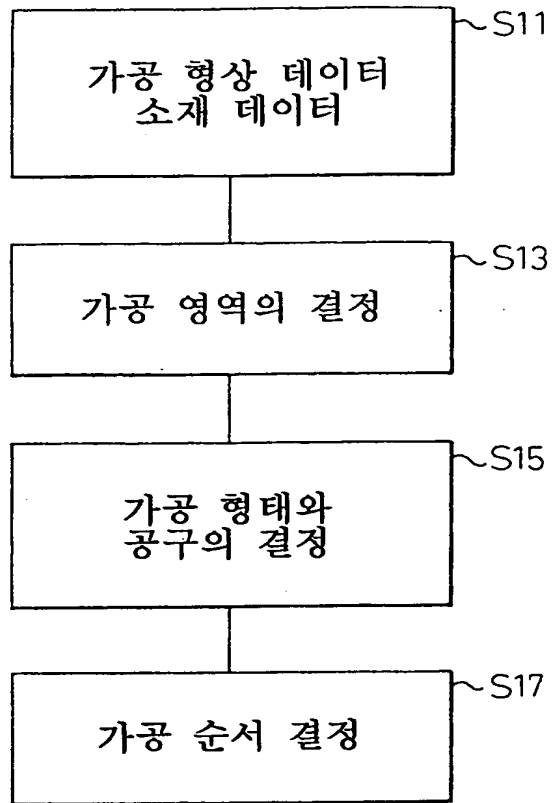 S11
가공 형상 데이터
소재 데이터
S13
가공 영역의 결정
S15
가공 형태와
공구의 결정
S17
가공 순서 결정